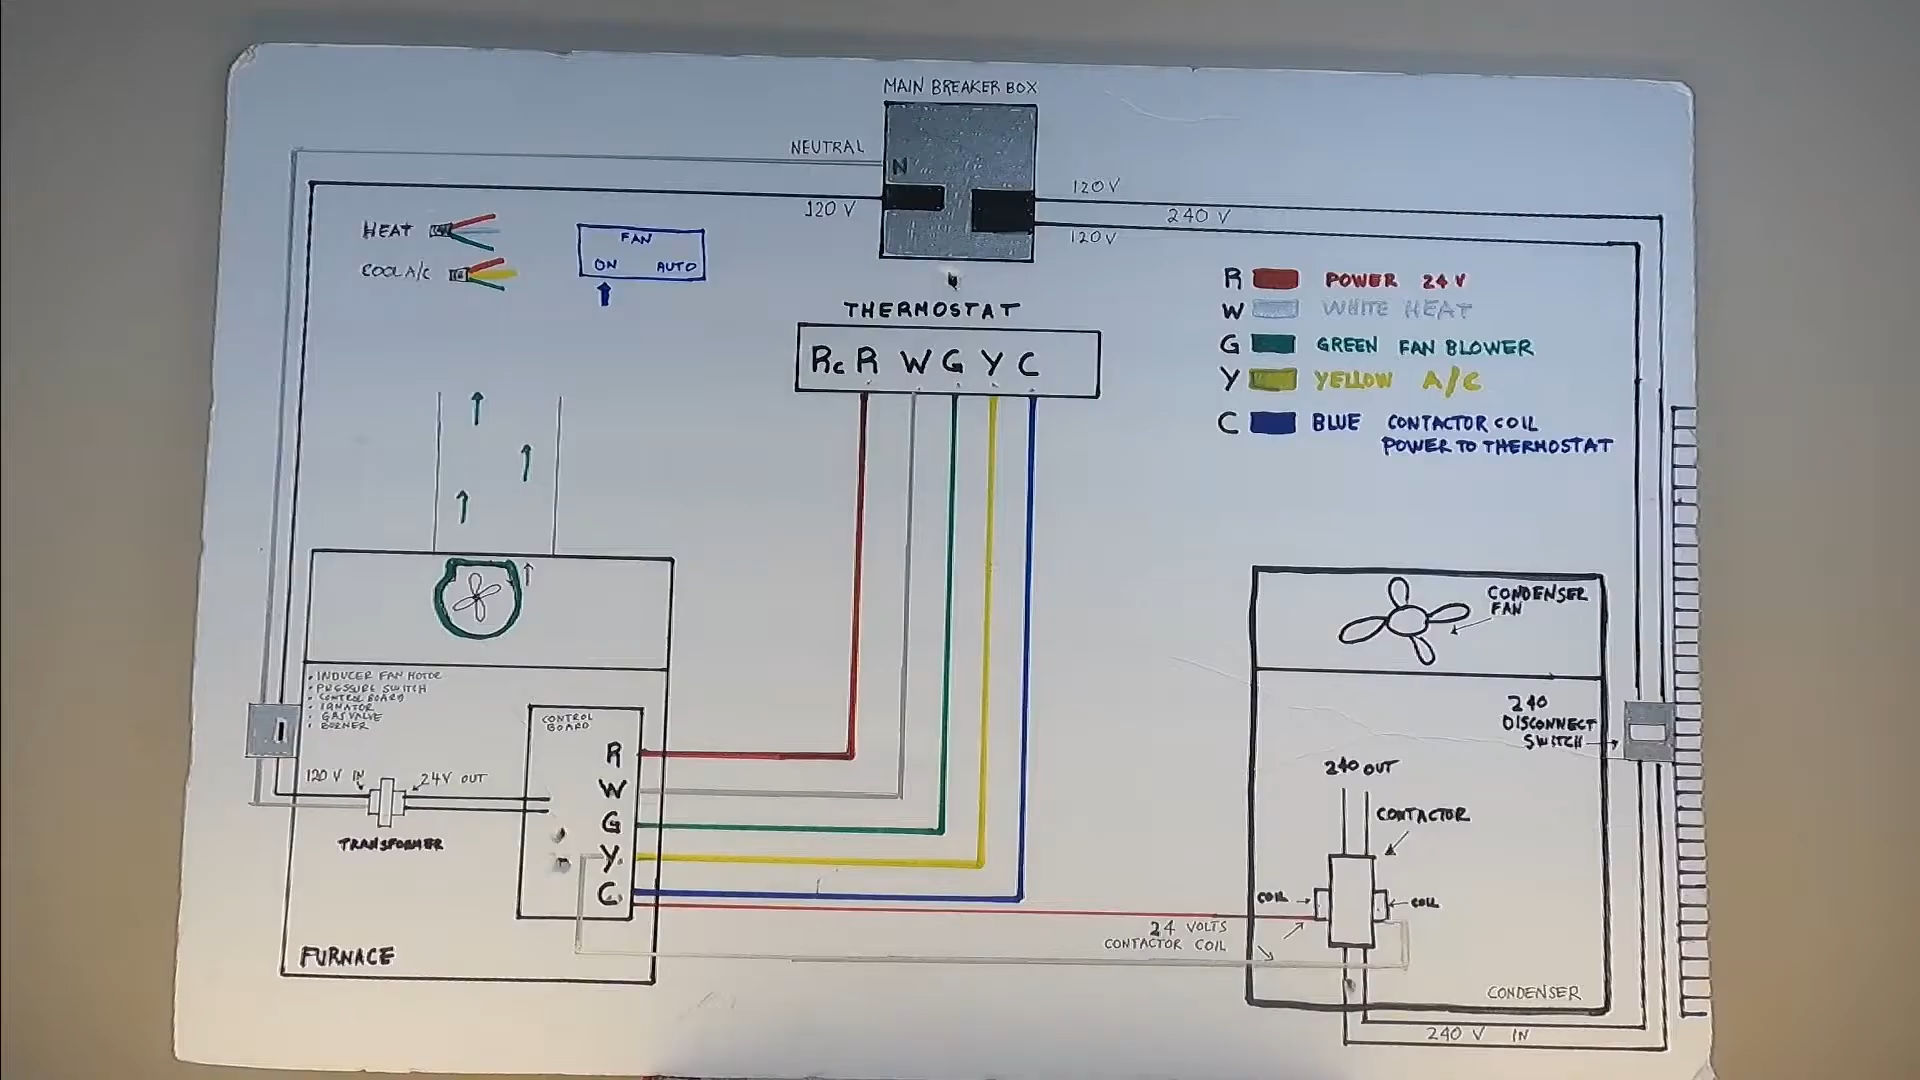 MAIN BREAKER BOX
NEUTRAL
N
120 V
120 V
240 V
120 V
HEAT
COOL A/C
FAN
ON AUTO
THERMOSTAT
Rc R W G Y C
R POWER 24 V
W WHITE HEAT
G GREEN FAN BLOWER
Y YELLOW A/C
C BLUE CONTACTOR COIL
POWER TO THERMOSTAT
• INDUCER FAN MOTOR
• PRESSURE SWITCH
• CONTROL BOARD
• IGNATOR
• GAS VALVE
• BURNER
120 V IN
24V OUT
TRANSFORMER
CONTROL
BOARD
R
W
G
Y
C
FURNACE
24 VOLTS
CONTACTOR COIL
CONDENSER
FAN
240
DISCONNECT
SWITCH
240 OUT
CONTACTOR
COIL
COIL
CONDENSER
240 V IN